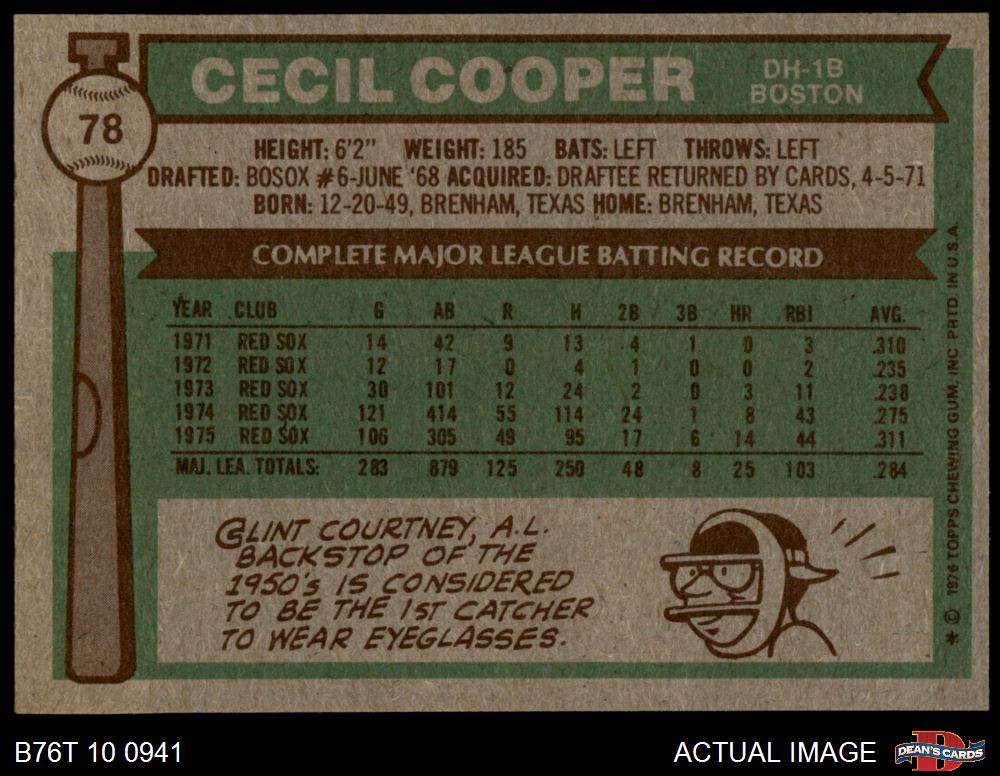 CECIL COOPER
DH-1B
BOSTON
78
HEIGHT: 6'2" WEIGHT: 185 BATS: LEFT THROWS: LEFT
DRAFTED: BOSOX #6-JUNE '68 ACQUIRED: DRAFTEE RETURNED BY CARDS, 4-5-71
BORN: 12-20-49, BRENHAM, TEXAS HOME: BRENHAM, TEXAS
COMPLETE MAJOR LEAGUE BATTING RECORD
YEAR CLUB G AB R H 2B 3B HR RBI AVG.
1971 RED SOX 14 42 9 13 4 1 0 3 .310
1972 RED SOX 12 17 0 4 1 0 0 2 .235
1973 RED SOX 30 101 12 24 2 0 3 11 .238
1974 RED SOX 121 414 55 114 24 1 8 43 .275
1975 RED SOX 106 305 49 95 17 6 14 44 .311
MAJ. LEA. TOTALS: 283 879 125 250 48 8 25 103 .284
CLINT COURTNEY, A.L.
BACKSTOP OF THE
1950's IS CONSIDERED
TO BE THE 1ST CATCHER
TO WEAR EYEGLASSES.
* © 1976 TOPPS CHEWING GUM, INC. PRTD. IN U.S.A.
B76T 10 0941
ACTUAL IMAGE
D
DEAN'S CARDS